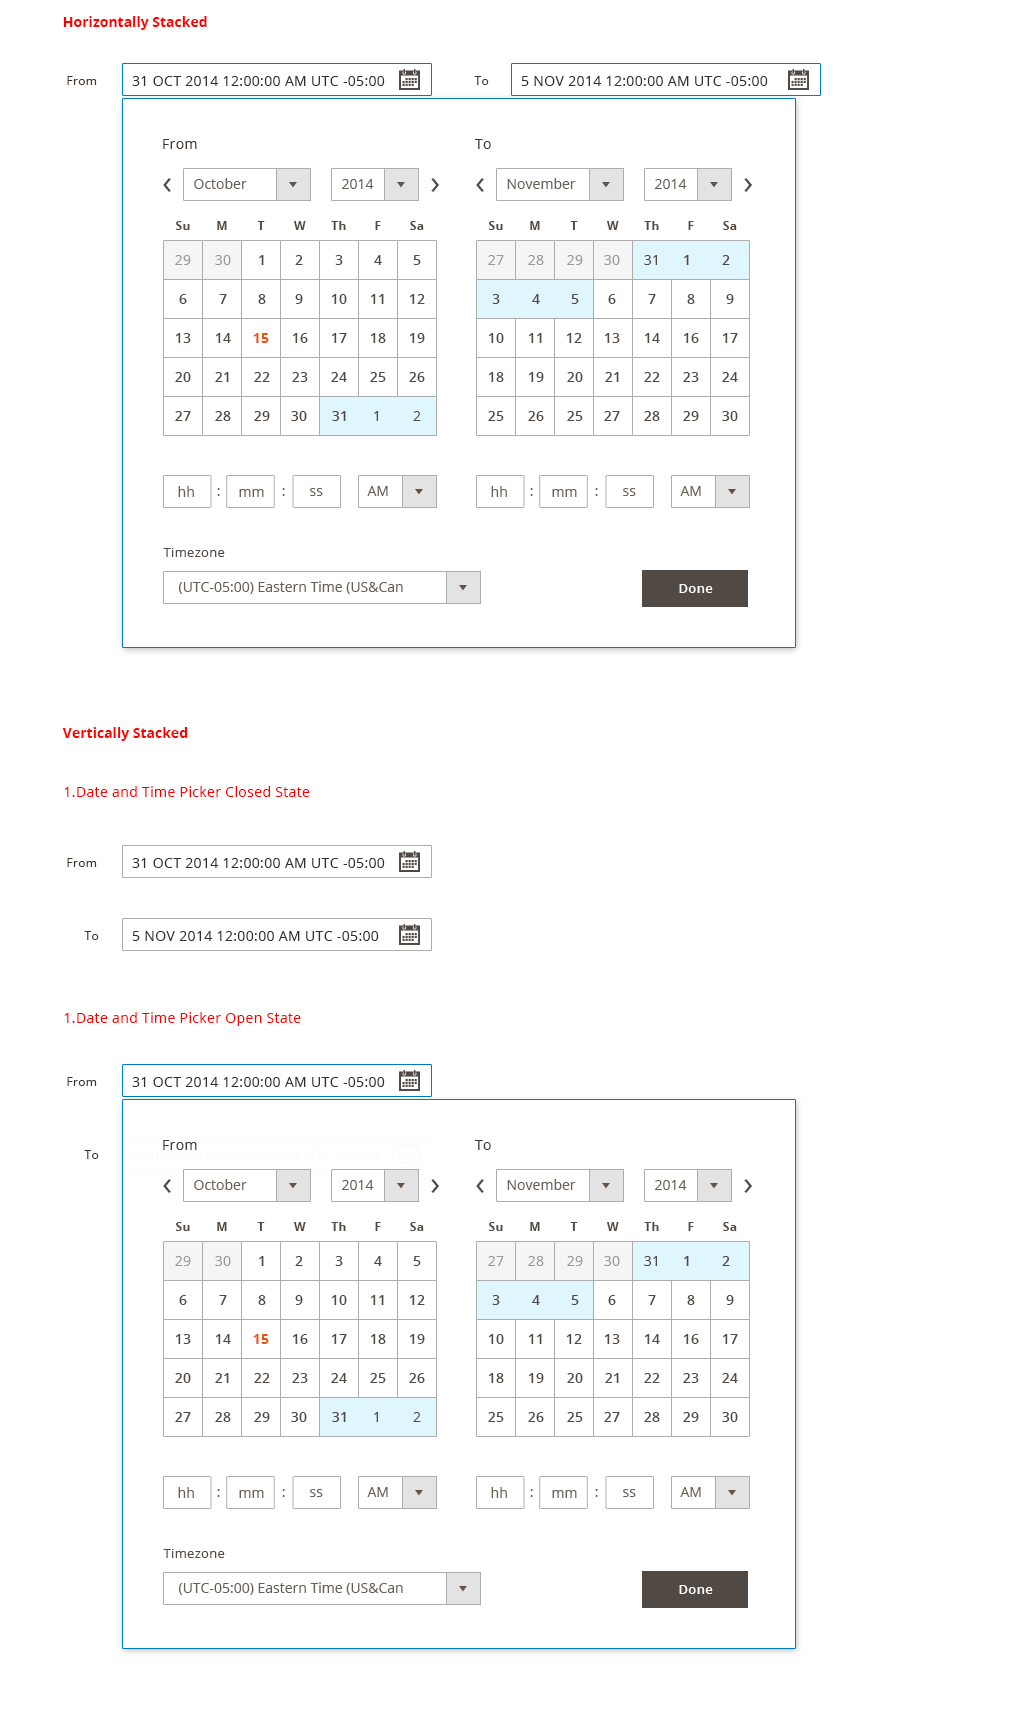 Horizontally Stacked
From 31 OCT 2014 12:00:00 AM UTC -05:00 To 5 NOV 2014 12:00:00 AM UTC -05:00
From To
October 2014 November 2014
Su M T W Th F Sa Su M T W Th F Sa
29 30 1 2 3 4 5 27 28 29 30 31 1 2
6 7 8 9 10 11 12 3 4 5 6 7 8 9
13 14 15 16 17 18 19 10 11 12 13 14 16 17
20 21 22 23 24 25 26 18 19 20 21 22 23 24
27 28 29 30 31 1 2 25 26 25 27 28 29 30
hh : mm : ss AM hh : mm : ss AM
Timezone
(UTC-05:00) Eastern Time (US&Can Done
Vertically Stacked
1.Date and Time Picker Closed State
From 31 OCT 2014 12:00:00 AM UTC -05:00
To 5 NOV 2014 12:00:00 AM UTC -05:00
1.Date and Time Picker Open State
From 31 OCT 2014 12:00:00 AM UTC -05:00
From To
To
October 2014 November 2014
Su M T W Th F Sa Su M T W Th F Sa
29 30 1 2 3 4 5 27 28 29 30 31 1 2
6 7 8 9 10 11 12 3 4 5 6 7 8 9
13 14 15 16 17 18 19 10 11 12 13 14 16 17
20 21 22 23 24 25 26 18 19 20 21 22 23 24
27 28 29 30 31 1 2 25 26 25 27 28 29 30
hh : mm : ss AM hh : mm : ss AM
Timezone
(UTC-05:00) Eastern Time (US&Can Done